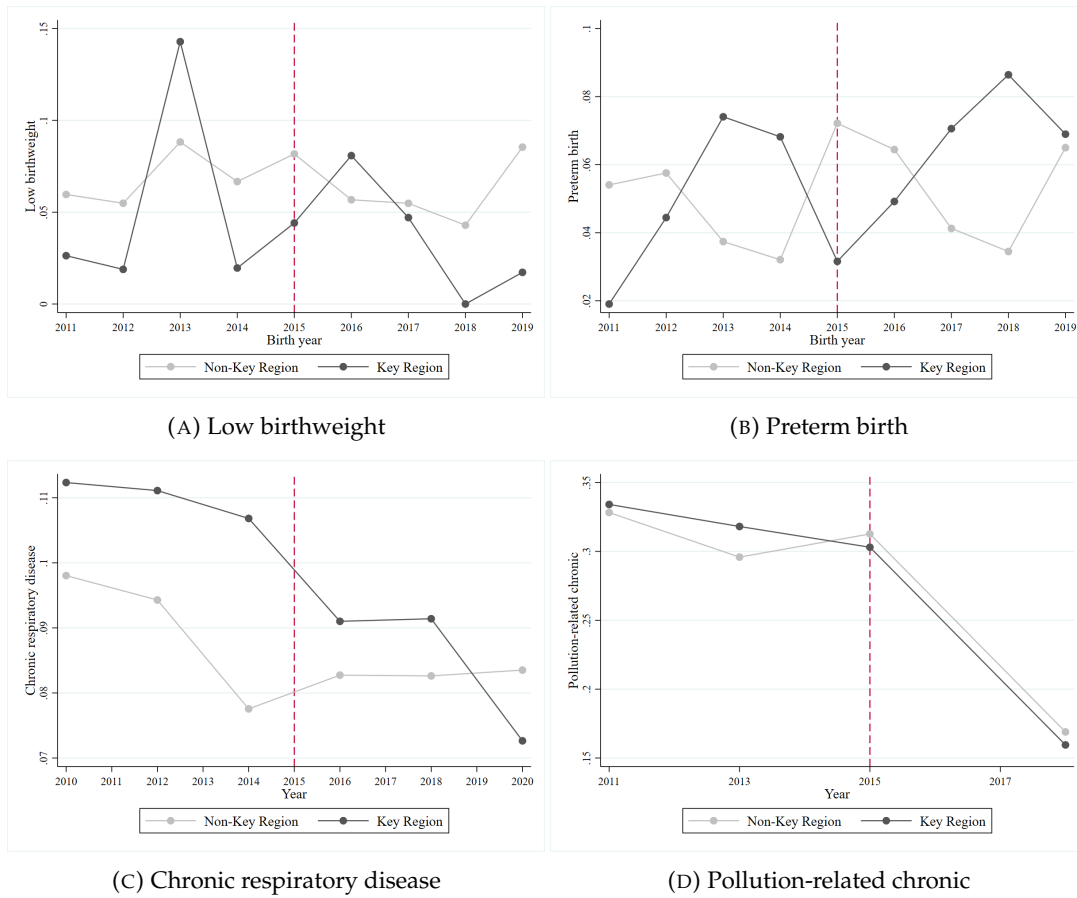 .15
.1
.05
0
Low birthweight
2011 2012 2013 2014 2015 2016 2017 2018 2019
Birth year
Non-Key Region Key Region
(A) Low birthweight
.1
.08
.06
.04
.02
Preterm birth
2011 2012 2013 2014 2015 2016 2017 2018 2019
Birth year
Non-Key Region Key Region
(B) Preterm birth
.11
.1
.09
.08
.07
Chronic respiratory disease
2010 2012 2011 2012 2013 2014 2015 2016 2018 2019 2020
Year
Non-Key Region Key Region
(C) Chronic respiratory disease
.35
.3
.25
.2
.15
Pollution-related chronic
2011 2013 2015 2017
Year
Non-Key Region Key Region
(D) Pollution-related chronic